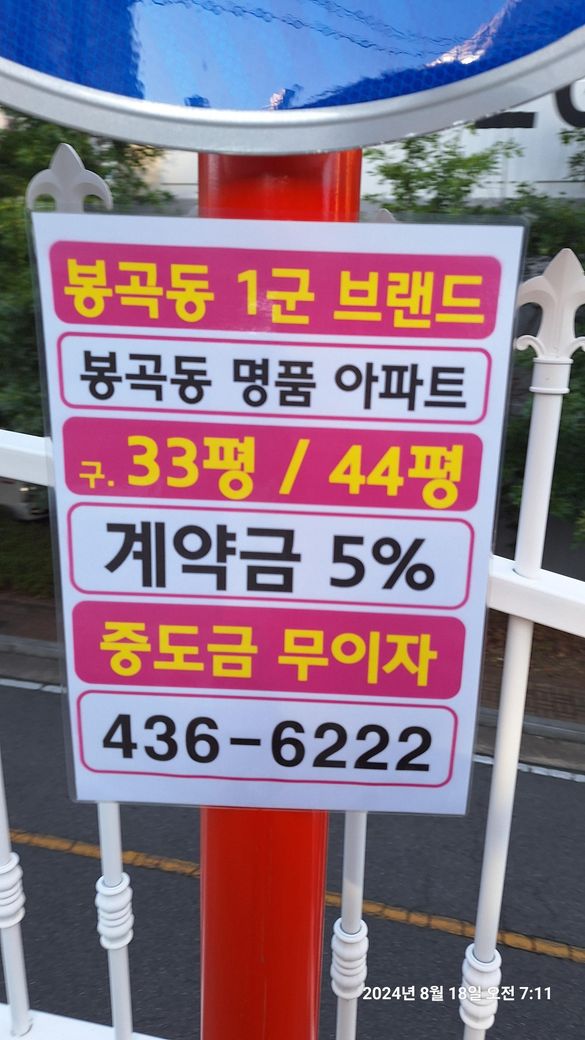 봉곡동 1군 브랜드
봉곡동 명품 아파트
구. 33평 / 44평
계약금 5%
중도금 무이자
436-6222
2024년 8월 18일 오전 7:11